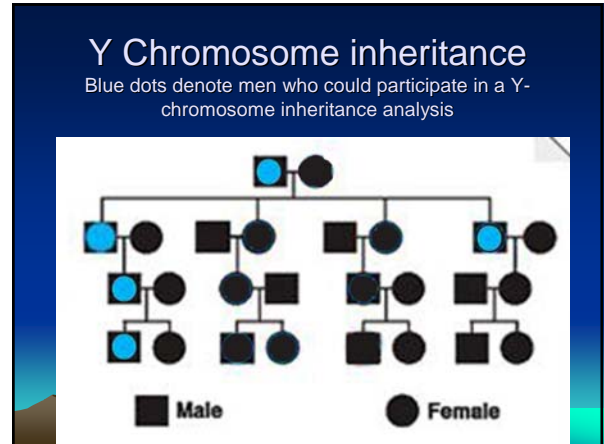 Y Chromosome inheritance
Blue dots denote men who could participate in a Y-
chromosome inheritance analysis
Male
Female